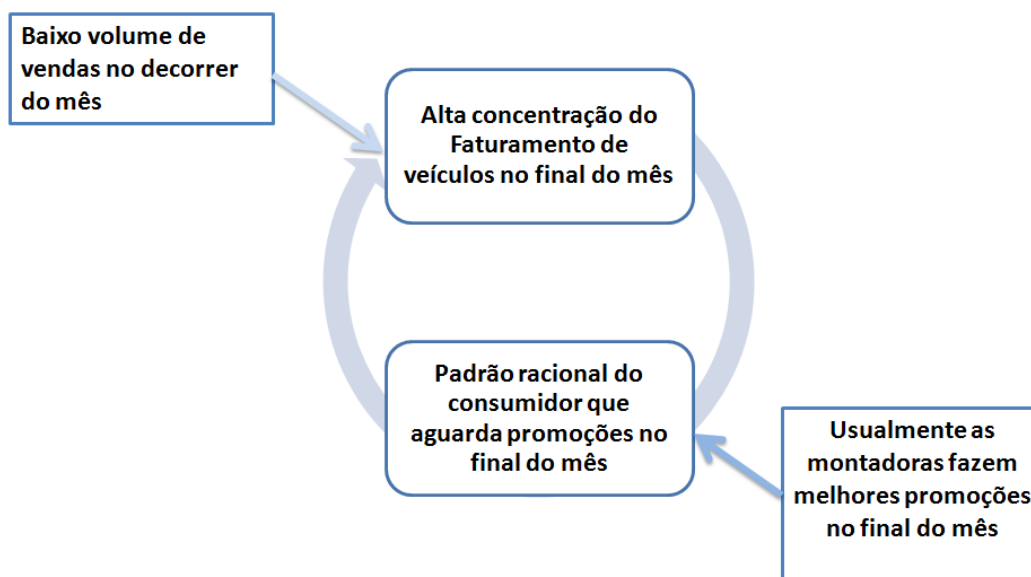 Baixo volume de
vendas no decorrer
do mês
Alta concentração do
Faturamento de
veículos no final do mês
Padrão racional do
consumidor que
aguarda promoções no
final do mês
Usualmente as
montadoras fazem
melhores promoções
no final do mês